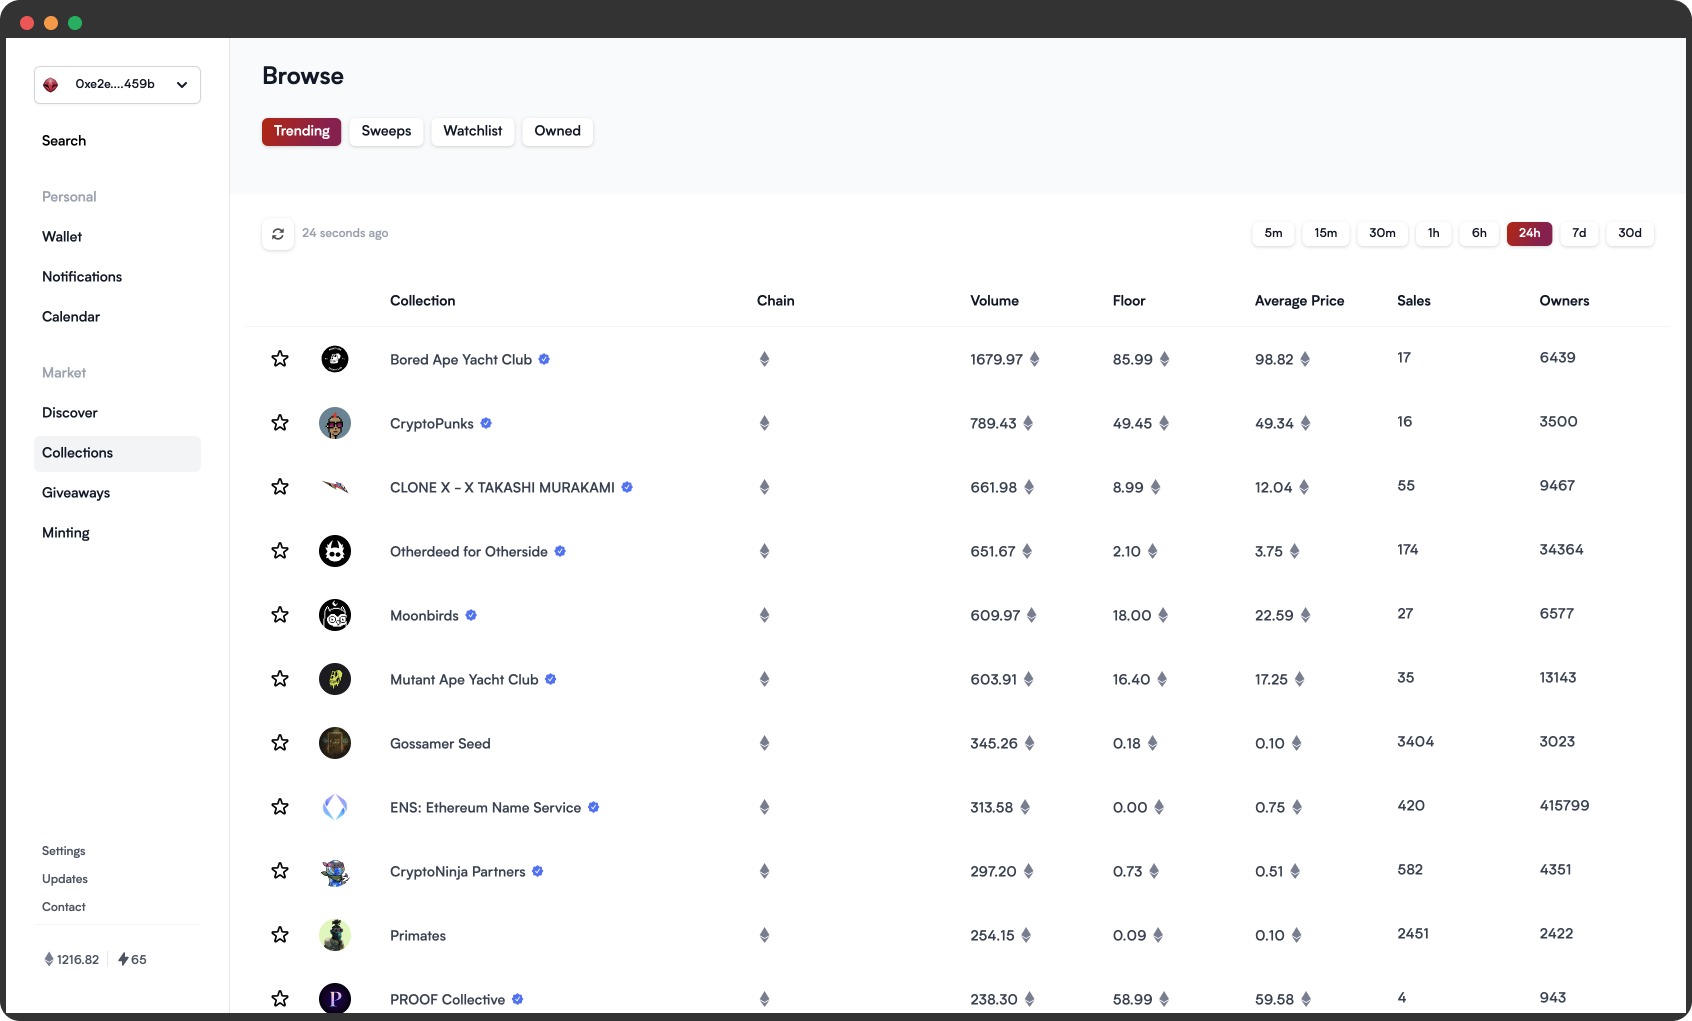 0xe2e....459b
Search
Personal
Wallet
Notifications
Calendar
Market
Discover
Collections
Giveaways
Minting
Settings
Updates
Contact
1216.82 65
Browse
Trending Sweeps Watchlist Owned
24 seconds ago 5m 15m 30m 1h 6h 24h 7d 30d
Collection Chain Volume Floor Average Price Sales Owners
Bored Ape Yacht Club 1679.97 85.99 98.82 17 6439
CryptoPunks 789.43 49.45 49.34 16 3500
CLONE X - X TAKASHI MURAKAMI 661.98 8.99 12.04 55 9467
Otherdeed for Otherside 651.67 2.10 3.75 174 34364
Moonbirds 609.97 18.00 22.59 27 6577
Mutant Ape Yacht Club 603.91 16.40 17.25 35 13143
Gossamer Seed 345.26 0.18 0.10 3404 3023
ENS: Ethereum Name Service 313.58 0.00 0.75 420 415799
CryptoNinja Partners 297.20 0.73 0.51 582 4351
Primates 254.15 0.09 0.10 2451 2422
P PROOF Collective 238.30 58.99 59.58 4 943